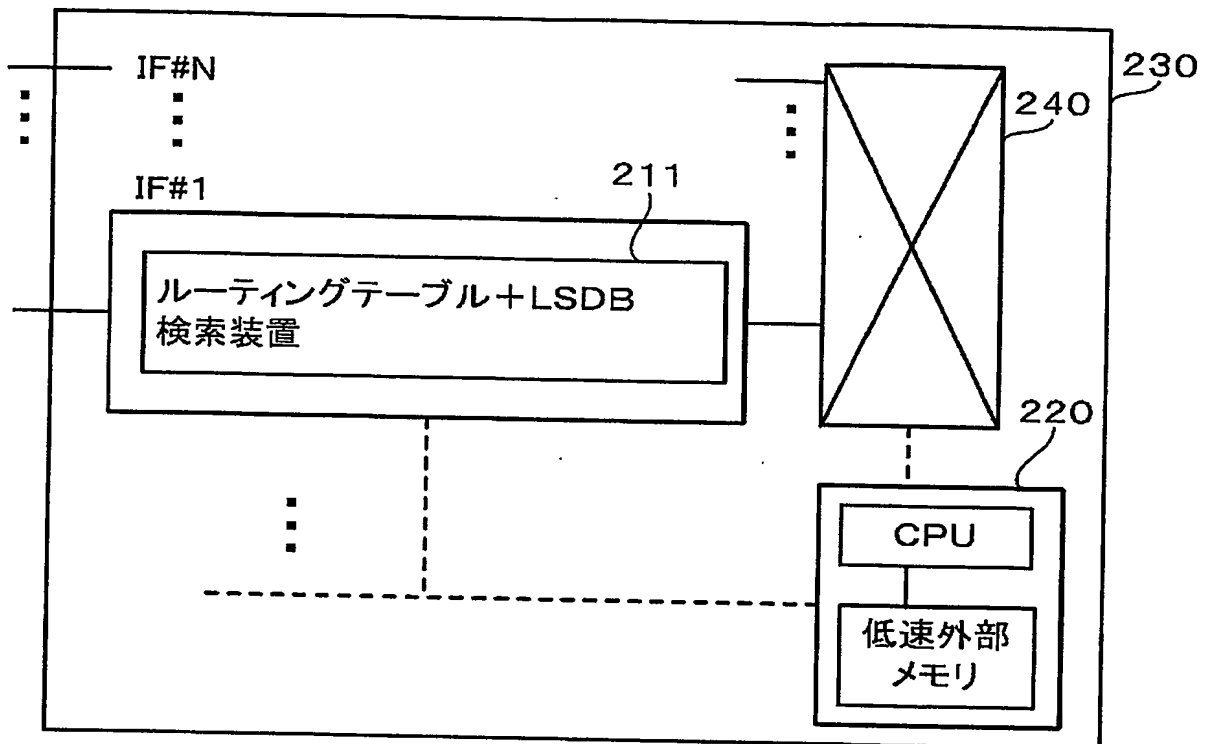 IF#N
230
240
IF#1
211
ルーティングテーブル+LSDB
検索装置
220
CPU
低速外部
メモリ